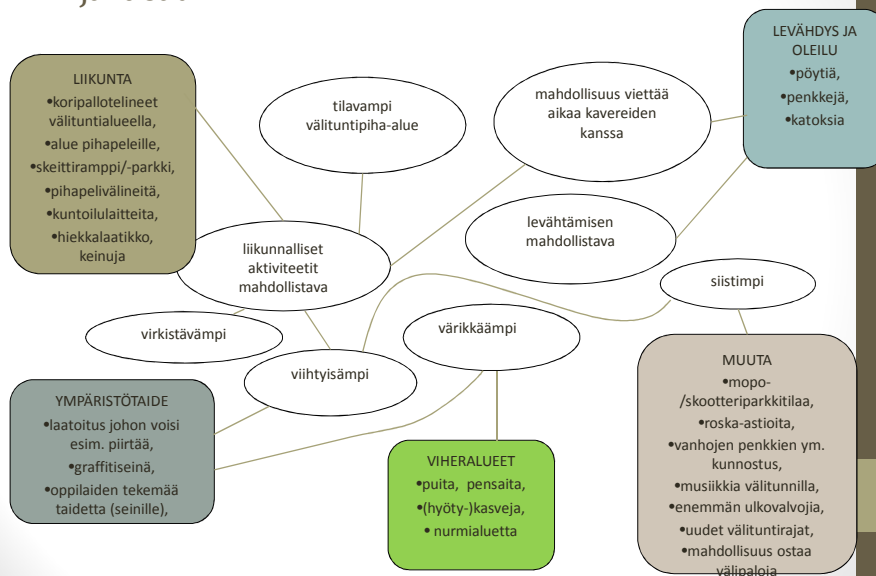 LIIKUNTA
•koripallotelineet
välituntialueella,
•alue pihapeleille,
•skeittiramppi/-parkki,
•pihapelivälineitä,
•kuntoilulaitteita,
•hiekkalaatikko,
keinuja
tilavampi
välituntipiha-alue
mahdollisuus viettää
aikaa kavereiden
kanssa
LEVÄHDYS JA
OLEILU
•pöytiä,
•penkkejä,
•katoksia
liikunnalliset
aktiviteetit
mahdollistava
levähtämisen
mahdollistava
siistimpi
virkistävämpi
viihtyisämpi
värikkäämpi
YMPÄRISTÖTAIDE
•laatoitus johon voisi
esim. piirtää,
•graffitiseinä,
•oppilaiden tekemää
taidetta (seinille),
VIHERALUEET
•puita, pensaita,
•(hyöty-)kasveja,
• nurmialuetta
MUUTA
•mopo-
/skootteriparkkitilaa,
•roska-astioita,
•vanhojen penkkien ym.
kunnostus,
•musiikkia välitunnilla,
•enemmän ulkovalvojia,
•uudet välituntirajat,
•mahdollisuus ostaa
välipaloja